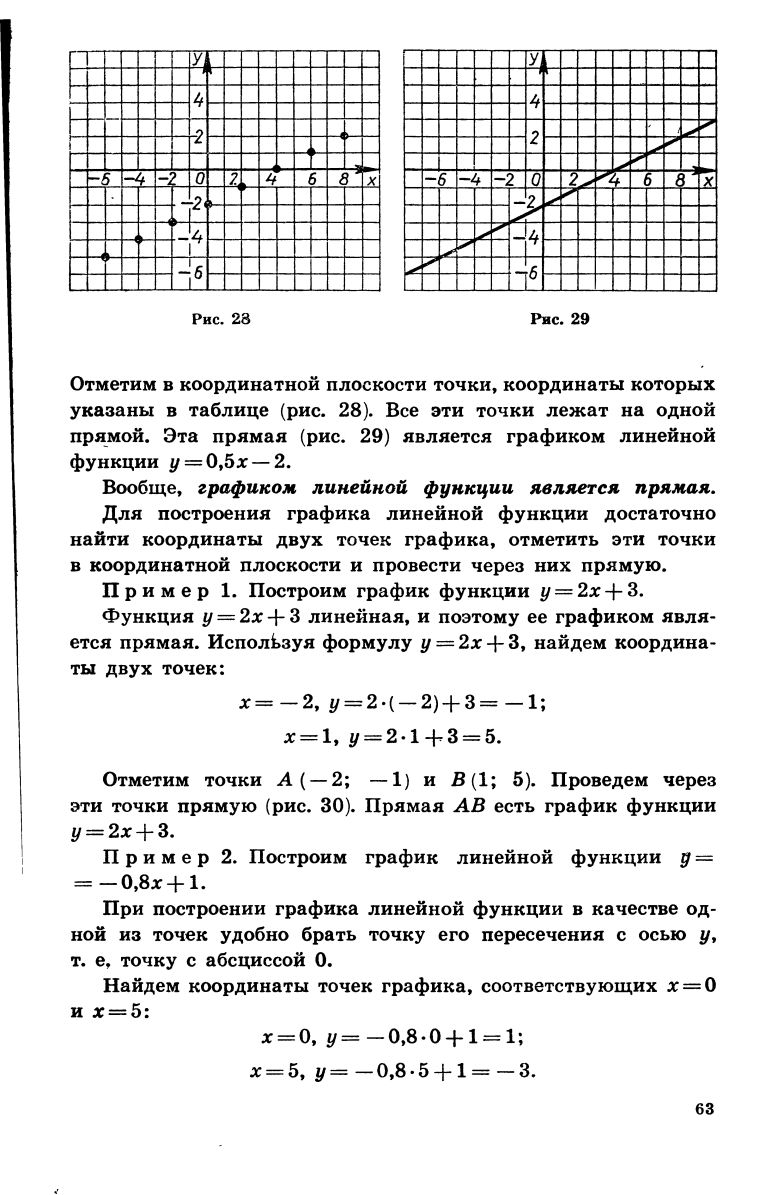 y
4
2
-6 -4 -2 0 2 4 6 8 x
-2
-4
-6
y
4
2
-6 -4 -2 0 2 4 6 8 x
-2
-4
-6
Рис. 28
Рис. 29
Отметим в координатной плоскости точки, координаты которых
указаны в таблице (рис. 28). Все эти точки лежат на одной
прямой. Эта прямая (рис. 29) является графиком линейной
функции y = 0,5x — 2.
Вообще, графиком линейной функции является прямая.
Для построения графика линейной функции достаточно
найти координаты двух точек графика, отметить эти точки
в координатной плоскости и провести через них прямую.
Пример 1. Построим график функции y = 2x + 3.
Функция y = 2x + 3 линейная, и поэтому ее графиком явля-
ется прямая. Используя формулу y = 2x + 3, найдем координа-
ты двух точек:
x = — 2, y = 2·(— 2) + 3 = — 1;
x = 1, y = 2·1 + 3 = 5.
Отметим точки A (— 2; — 1) и B (1; 5). Проведем через
эти точки прямую (рис. 30). Прямая AB есть график функции
y = 2x + 3.
Пример 2. Построим график линейной функции y =
= — 0,8x + 1.
При построении графика линейной функции в качестве од-
ной из точек удобно брать точку его пересечения с осью y,
т. е. точку с абсциссой 0.
Найдем координаты точек графика, соответствующих x = 0
и x = 5:
x = 0, y = — 0,8·0 + 1 = 1;
x = 5, y = — 0,8·5 + 1 = — 3.
63